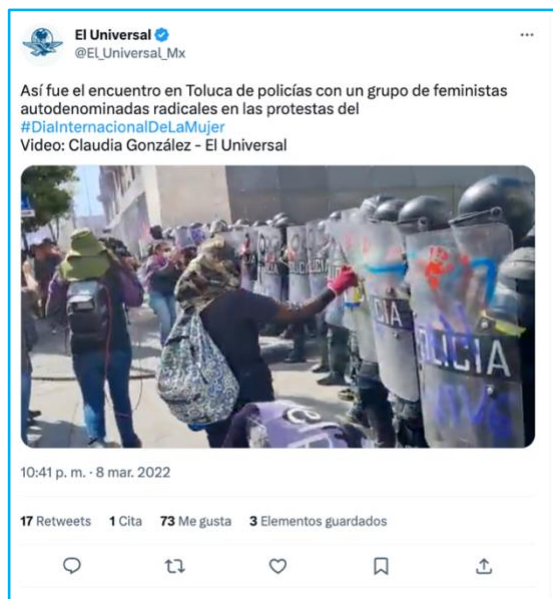 El Universal
@El_Universal_Mx
Así fue el encuentro en Toluca de policías con un grupo de feministas
autodenominadas radicales en las protestas del
#DiaInternacionalDeLaMujer
Video: Claudia González - El Universal
POLICIA
CIA
LICIA
10:41 p. m. · 8 mar. 2022
17 Retweets 1 Cita 73 Me gusta 3 Elementos guardados